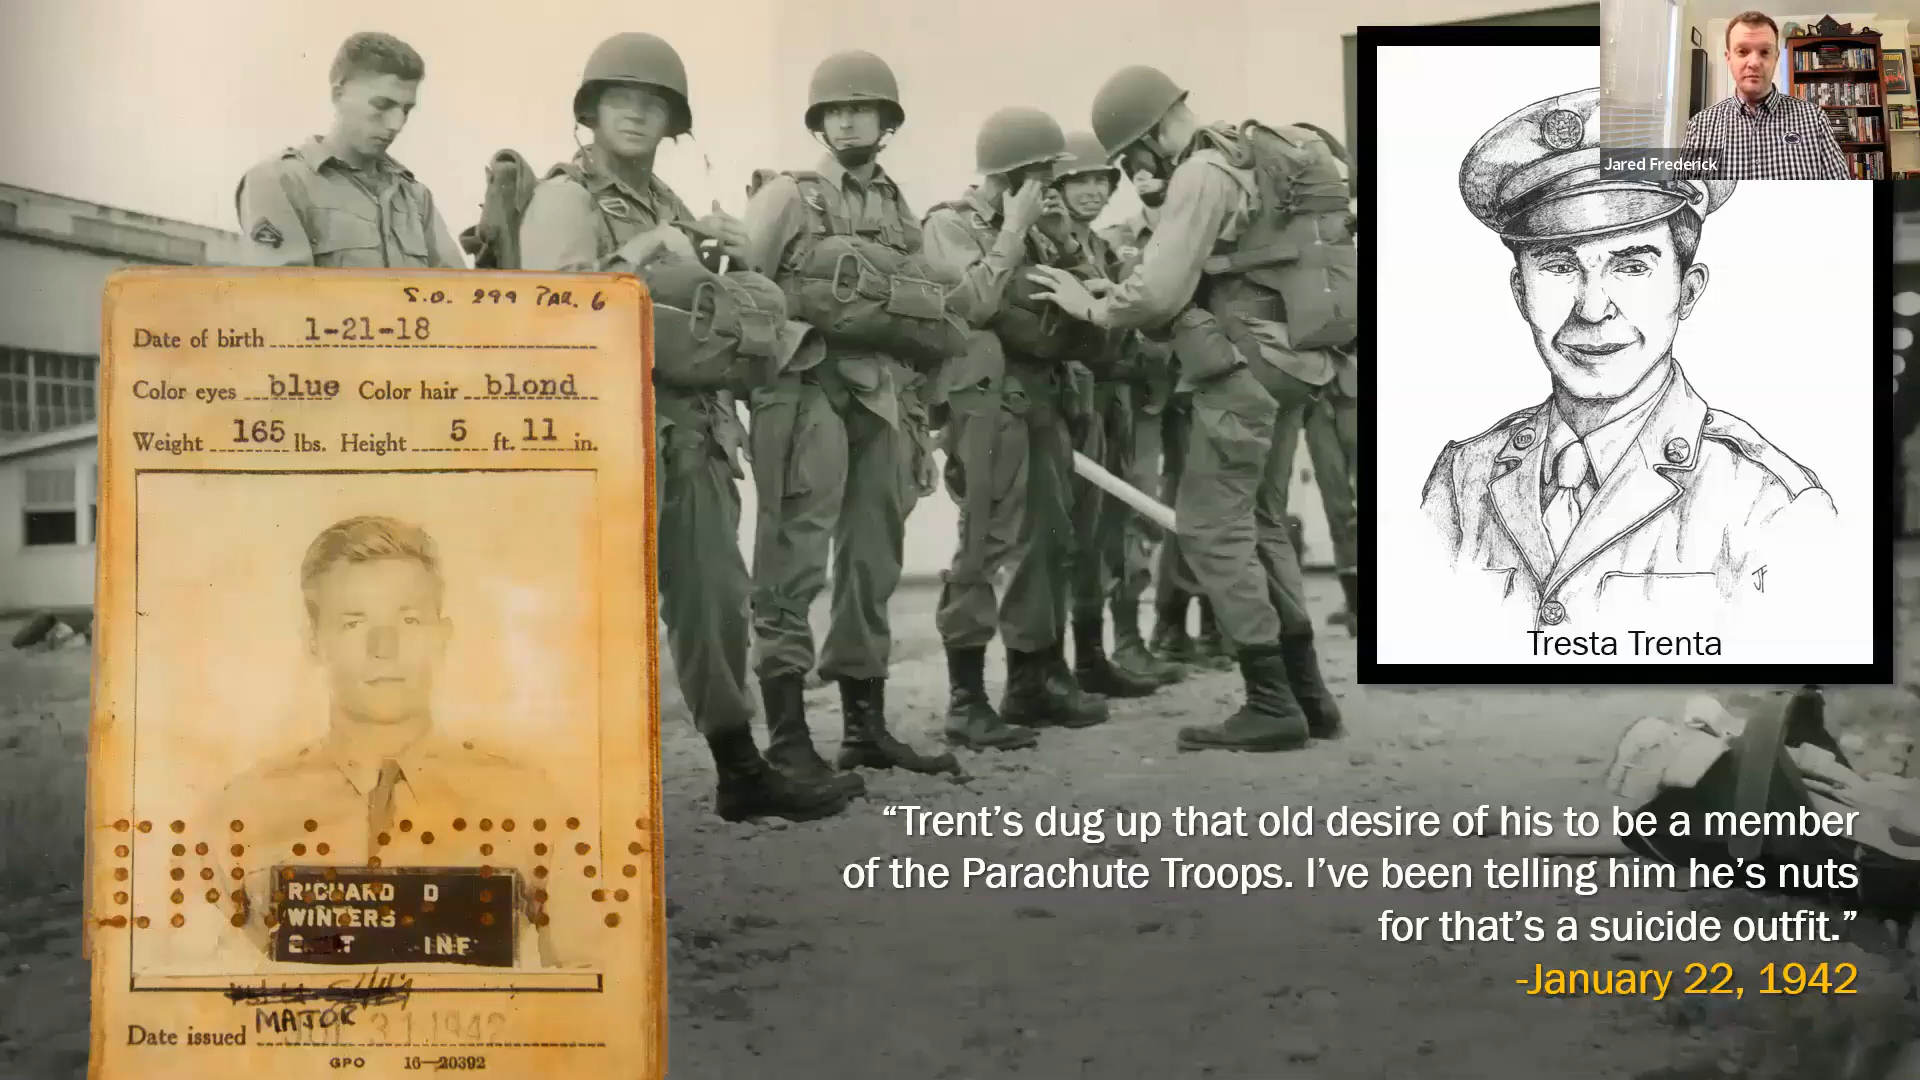 S.O. 299 PAR. 6
Date of birth 1-21-18
Color eyes blue Color hair blond
Weight 165 lbs. Height 5 ft. 11 in.
RICHARD D
WINTERS
INF
MAJOR
Date issued 31 1942
GPO 16—20392
Jared Frederick
JF
Tresta Trenta
“Trent’s dug up that old desire of his to be a member
of the Parachute Troops. I’ve been telling him he’s nuts
for that’s a suicide outfit.”
-January 22, 1942